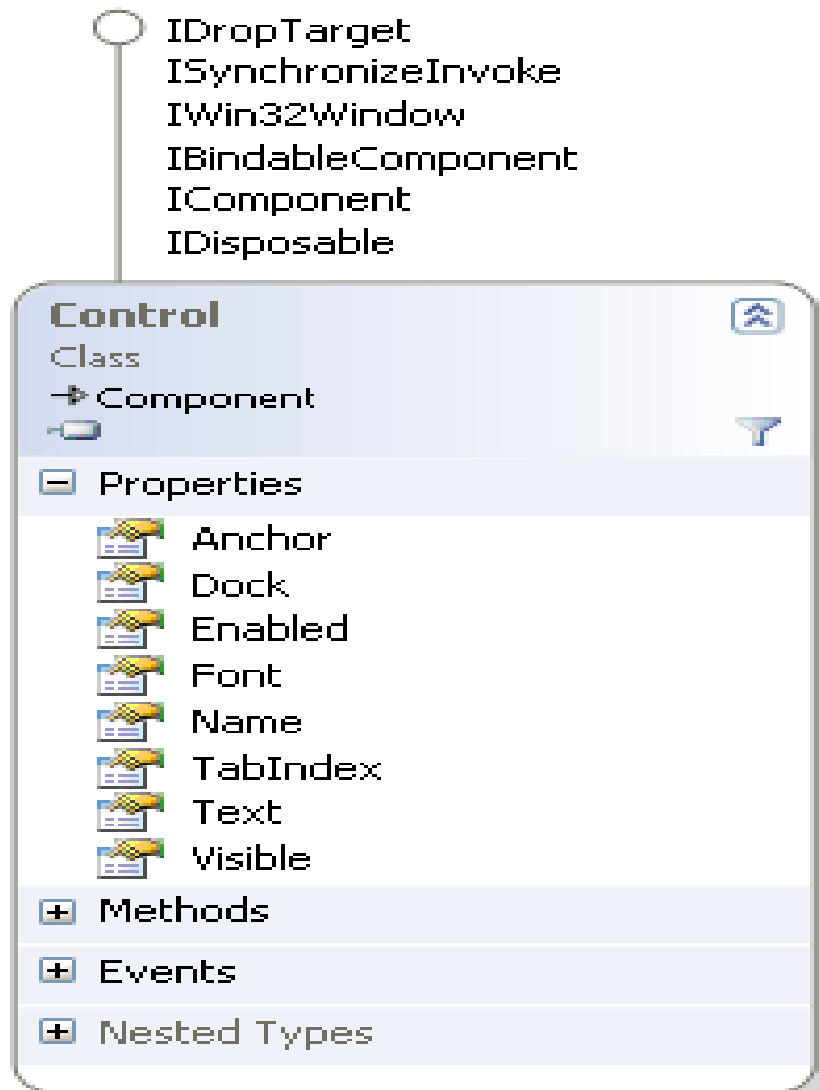 IDropTarget
ISynchronizeInvoke
IWin32Window
IBindableComponent
IComponent
IDisposable
Control
Class
Component
Properties
Anchor
Dock
Enabled
Font
Name
TabIndex
Text
Visible
Methods
Events
Nested Types